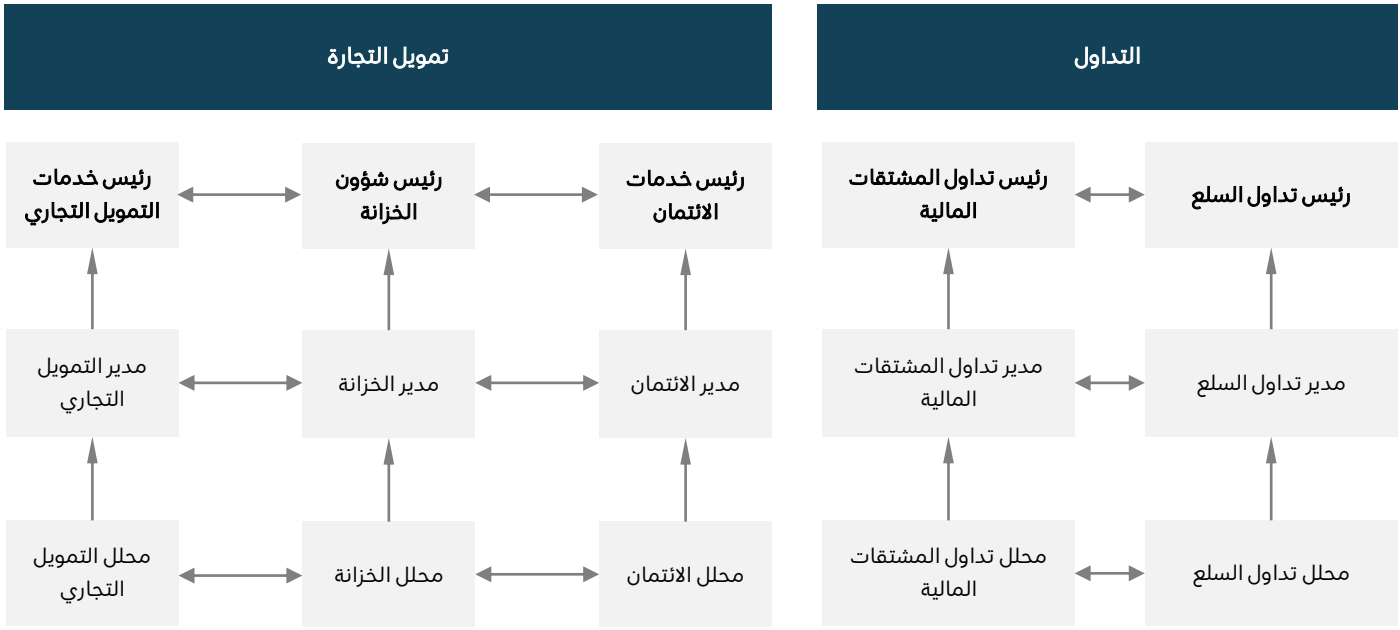 التداول
تمويل التجارة
رئيس تداول السلع
رئيس تداول المشتقات
المالية
رئيس خدمات
الائتمان
رئيس شؤون
الخزانة
رئيس خدمات
التمويل التجاري
مدير تداول السلع
مدير تداول المشتقات
المالية
مدير الائتمان
مدير الخزانة
مدير التمويل
التجاري
محلل تداول السلع
محلل تداول المشتقات
المالية
محلل الائتمان
محلل الخزانة
محلل التمويل
التجاري